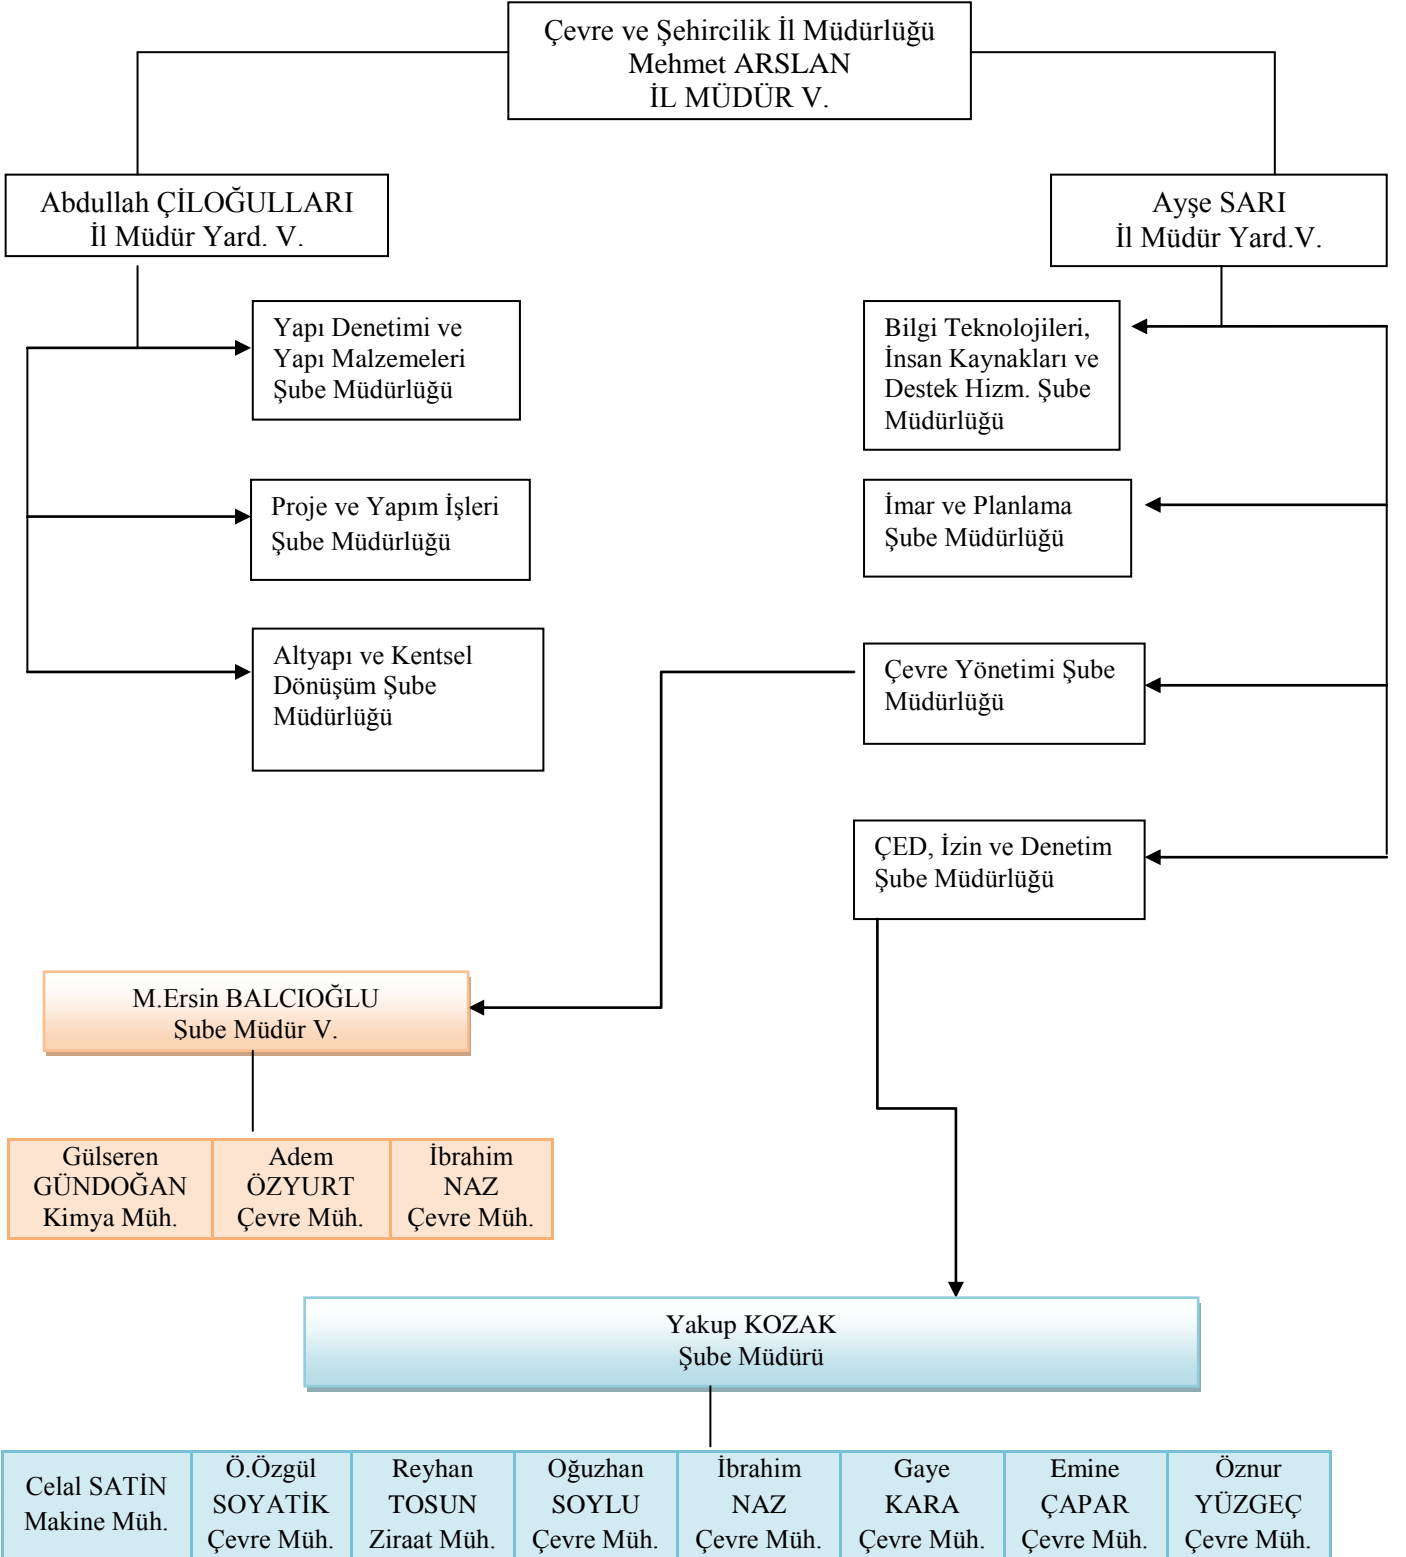 Çevre ve Şehircilik İl Müdürlüğü
Mehmet ARSLAN
İL MÜDÜR V.
Abdullah ÇİLOĞULLARI
İl Müdür Yard. V.
Ayşe SARI
İl Müdür Yard.V.
Yapı Denetimi ve
Yapı Malzemeleri
Şube Müdürlüğü
Bilgi Teknolojileri,
İnsan Kaynakları ve
Destek Hizm. Şube
Müdürlüğü
Proje ve Yapım İşleri
Şube Müdürlüğü
İmar ve Planlama
Şube Müdürlüğü
Altyapı ve Kentsel
Dönüşüm Şube
Müdürlüğü
Çevre Yönetimi Şube
Müdürlüğü
ÇED, İzin ve Denetim
Şube Müdürlüğü
M.Ersin BALCIOĞLU
Şube Müdür V.
Gülseren
GÜNDOĞAN
Kimya Müh.
Adem
ÖZYURT
Çevre Müh.
İbrahim
NAZ
Çevre Müh.
Yakup KOZAK
Şube Müdürü
Celal SATİN
Makine Müh.
Ö.Özgül
SOYATİK
Çevre Müh.
Reyhan
TOSUN
Ziraat Müh.
Oğuzhan
SOYLU
Çevre Müh.
İbrahim
NAZ
Çevre Müh.
Gaye
KARA
Çevre Müh.
Emine
ÇAPAR
Çevre Müh.
Öznur
YÜZGEÇ
Çevre Müh.